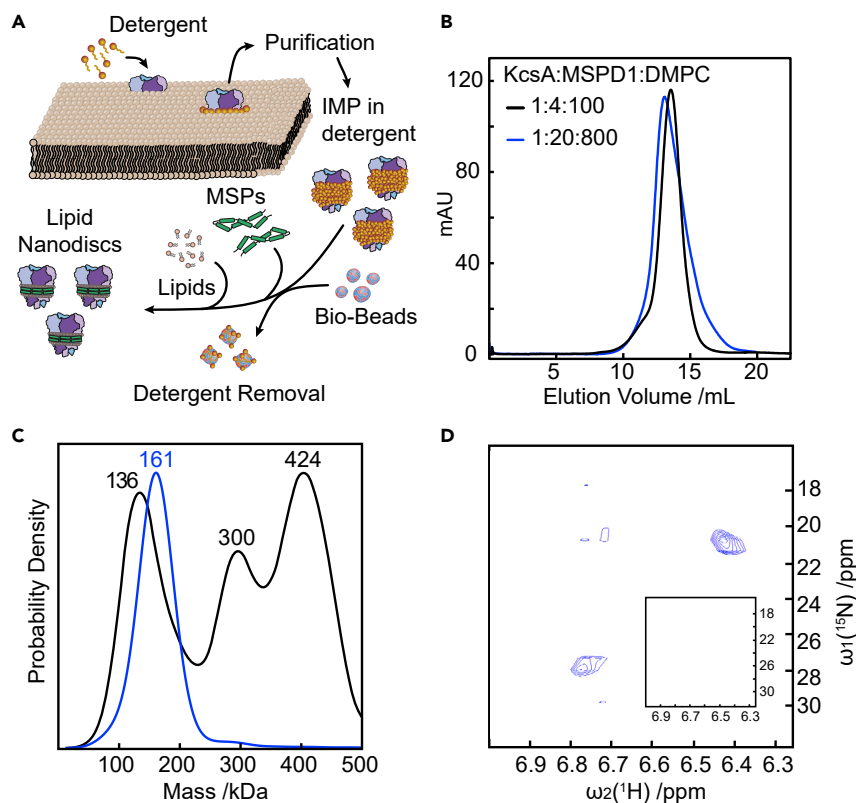 A
Detergent
Purification
IMP in
detergent
MSPs
Lipid
Nanodiscs
Lipids
Bio-Beads
Detergent Removal
B
KcsA:MSPD1:DMPC
1:4:100
1:20:800
120
80
40
0
mAU
5 10 15 20
Elution Volume /mL
C
136
161
300
424
Probability Density
100 200 300 400 500
Mass /kDa
D
18
20
22
24
26
28
30
ω1(¹⁵N) /ppm
18
22
26
30
6.9 6.7 6.5 6.3
6.9 6.8 6.7 6.6 6.5 6.4 6.3
ω2(¹H) /ppm